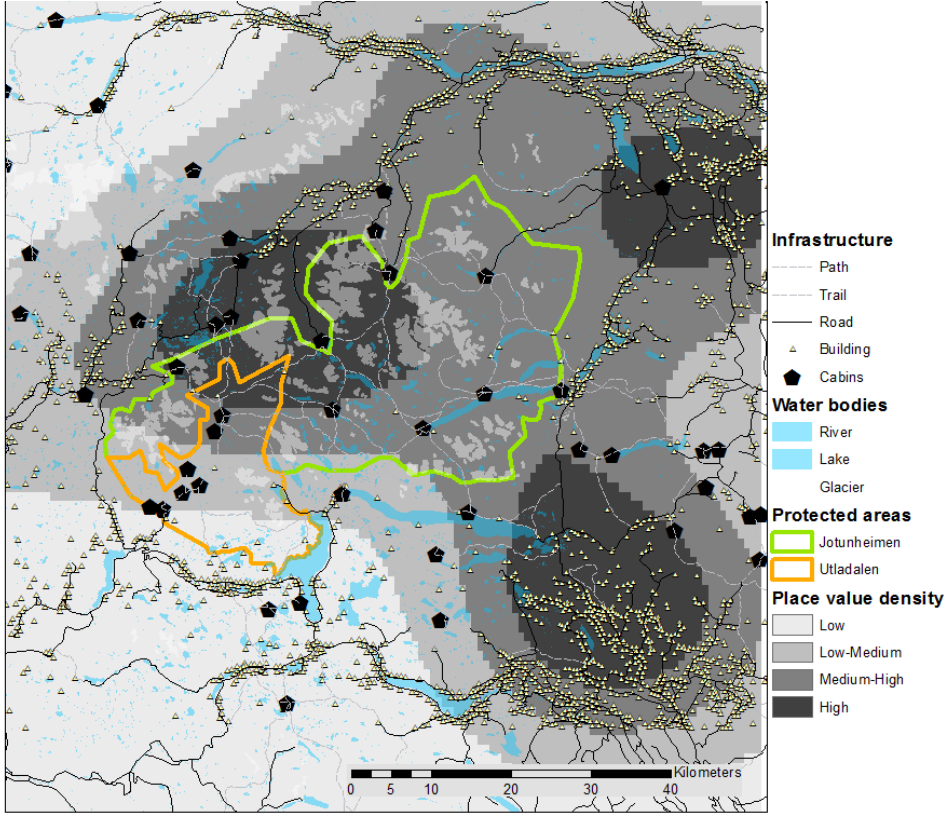 Infrastructure
Path
Trail
Road
Building
Cabins
Water bodies
River
Lake
Glacier
Protected areas
Jotunheimen
Utladalen
Place value density
Low
Low-Medium
Medium-High
High
Kilometers
0 5 10 20 30 40